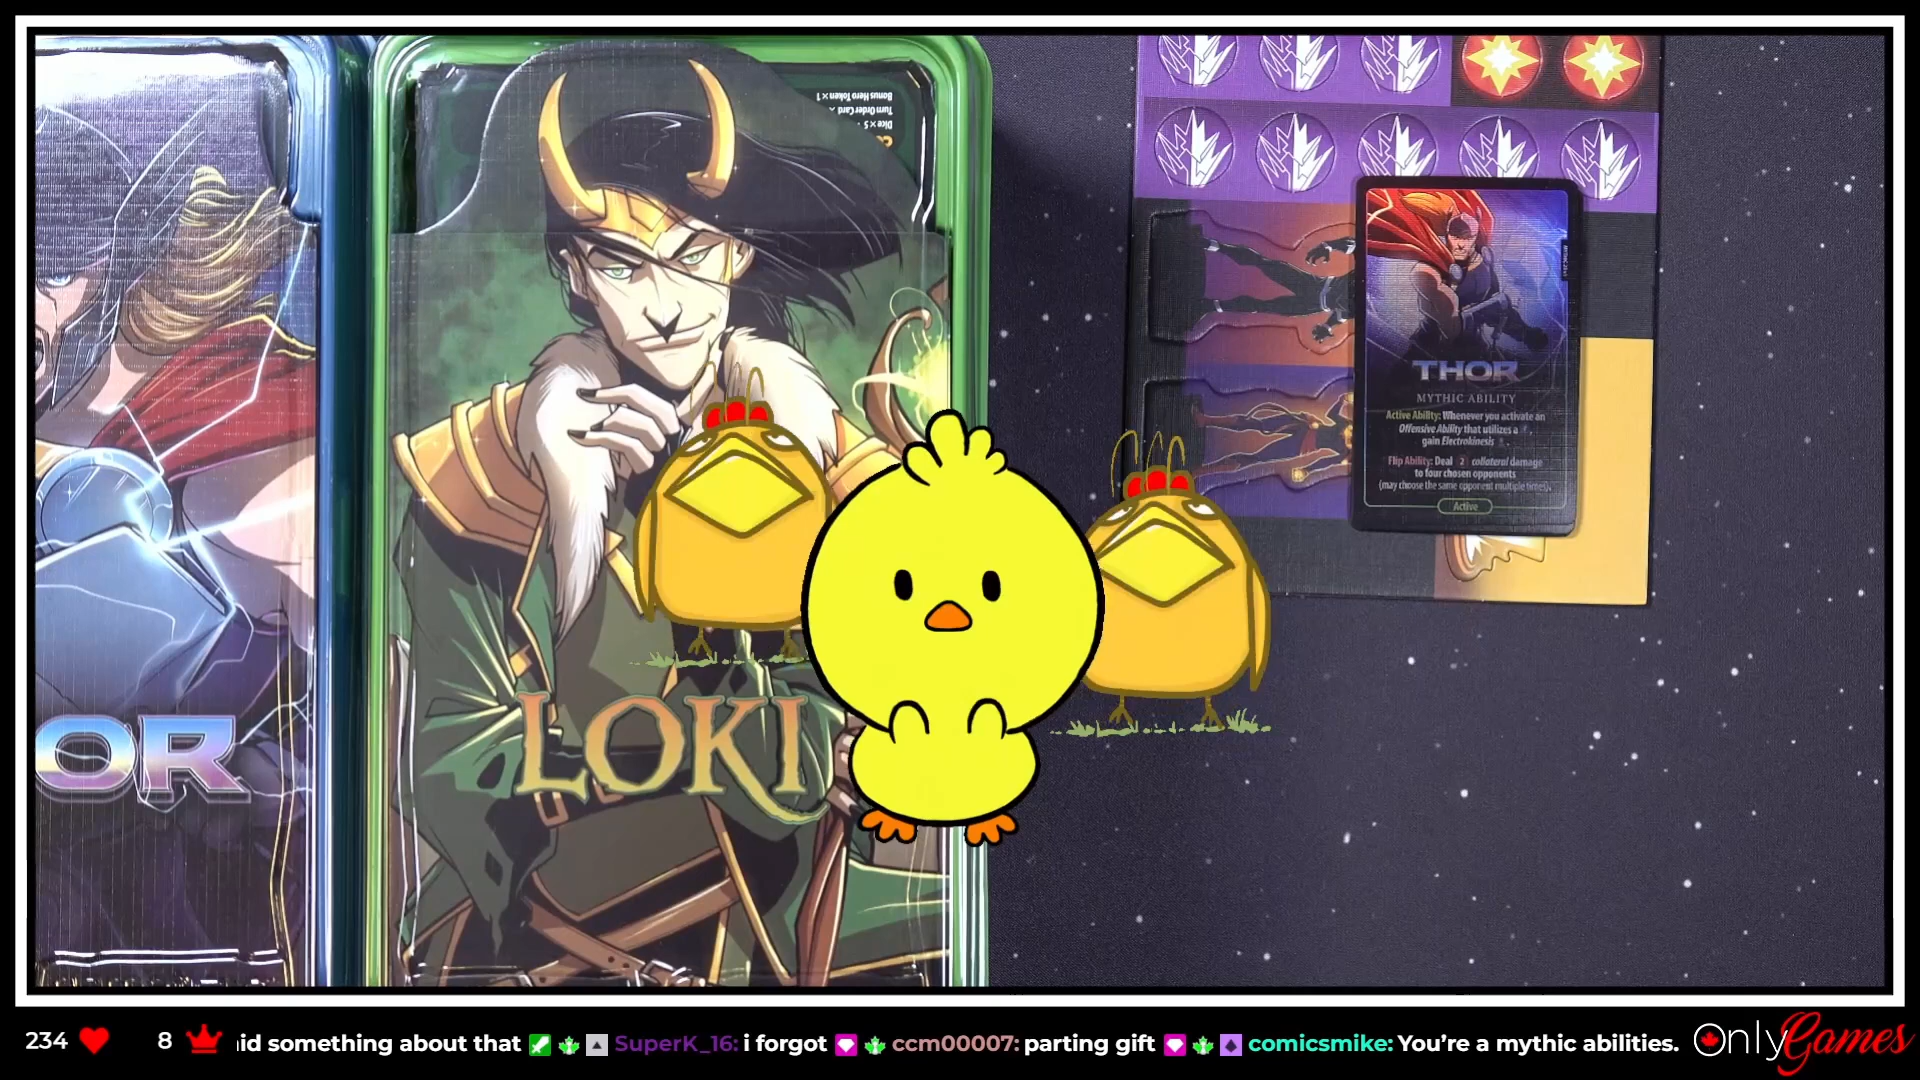 Bonus Hero Token × 1
Turn Order Card ×
Dice × 5
OR
LOKI
THOR
MYTHIC ABILITY
Active Ability: Whenever you activate an
Offensive Ability that utilizes a
gain Electrokinesis
Flip Ability: Deal 2 collateral damage
to four chosen opponents
(may choose the same opponent multiple times).
Active
234 8 id something about that SuperK_16: i forgot ccm00007: parting gift comicsmike: You're a mythic abilities. OnlyGames